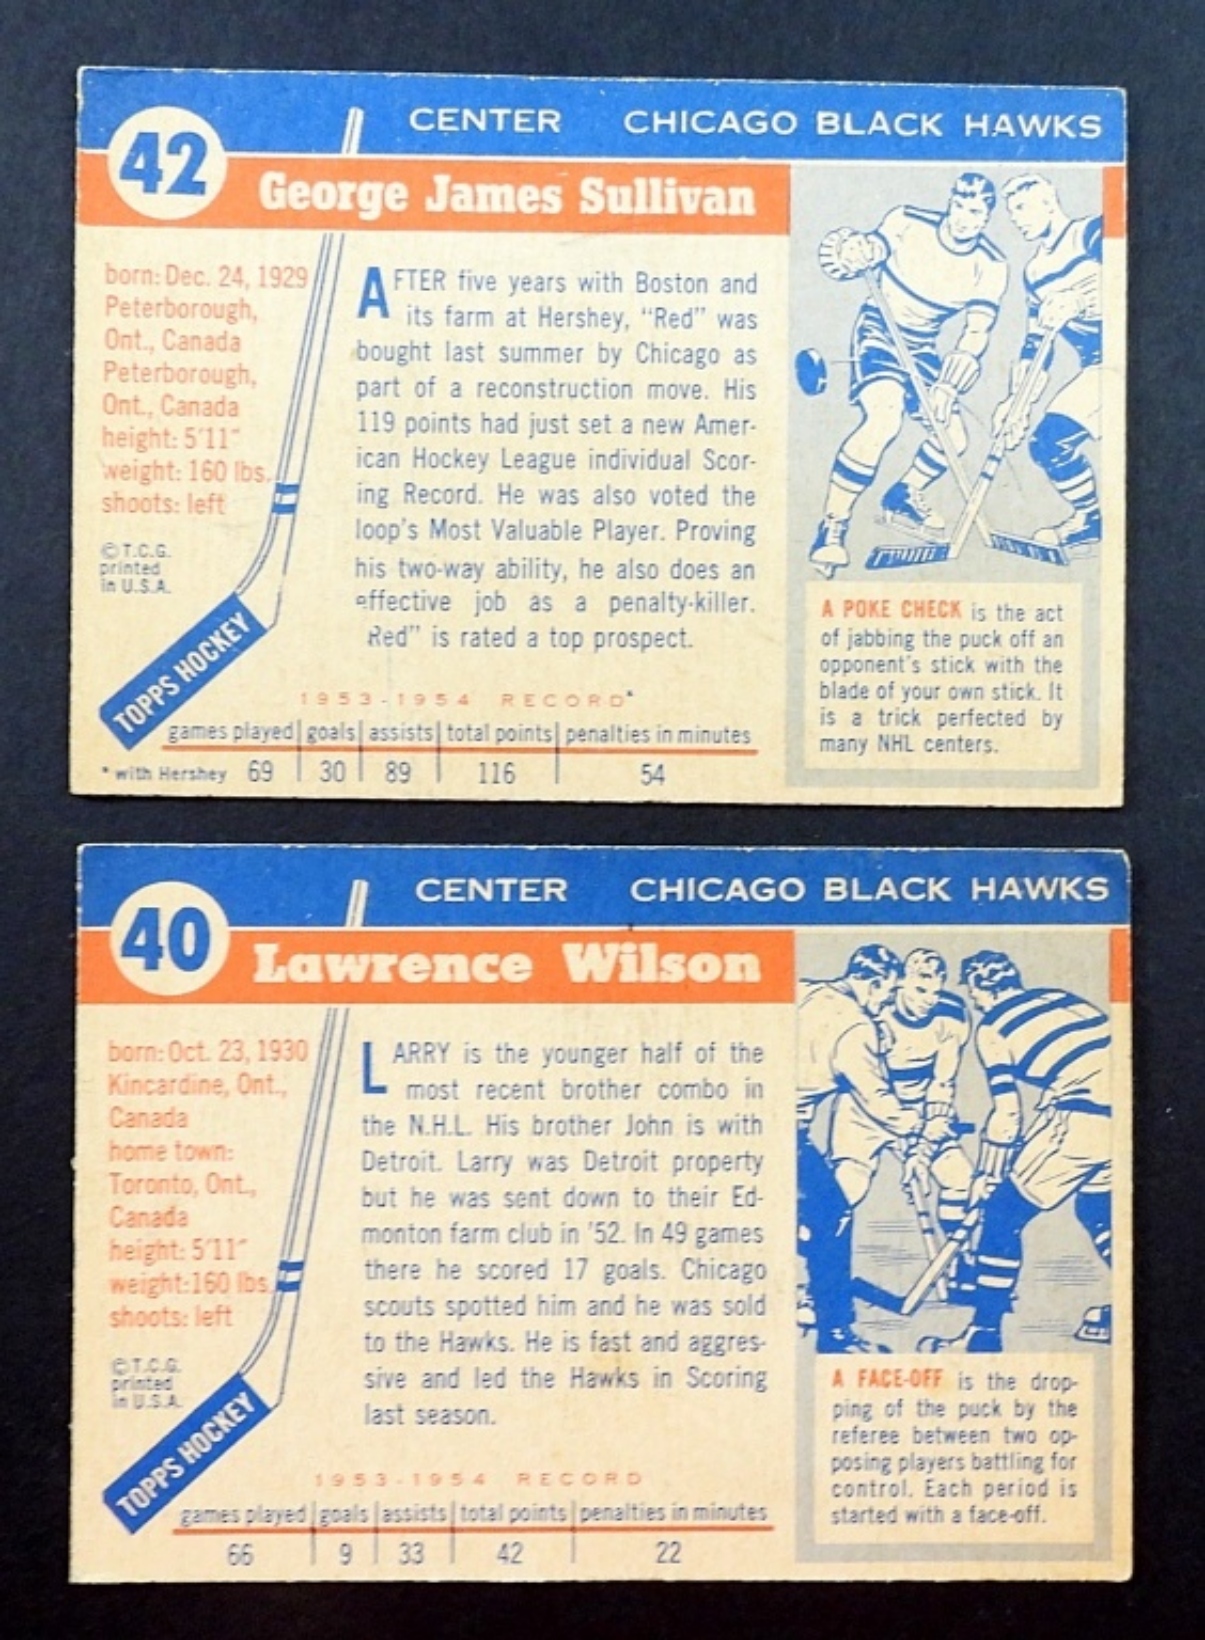 42
CENTER CHICAGO BLACK HAWKS
George James Sullivan
born: Dec. 24, 1929
Peterborough,
Ont., Canada
Peterborough,
Ont., Canada
height: 5'11"
weight: 160 lbs.
shoots: left
© T.C.G.
printed
in U.S.A.
TOPPS HOCKEY
AFTER five years with Boston and
its farm at Hershey, "Red" was
bought last summer by Chicago as
part of a reconstruction move. His
119 points had just set a new Amer-
ican Hockey League individual Scor-
ing Record. He was also voted the
loop's Most Valuable Player. Proving
his two-way ability, he also does an
effective job as a penalty-killer.
Red" is rated a top prospect.
1953-1954 RECORD*
games played goals assists total points penalties in minutes
* with Hershey 69 30 89 116 54
A POKE CHECK is the act
of jabbing the puck off an
opponent's stick with the
blade of your own stick. It
is a trick perfected by
many NHL centers.
40
CENTER CHICAGO BLACK HAWKS
Lawrence Wilson
born: Oct. 23, 1930
Kincardine, Ont.,
Canada
home town:
Toronto, Ont.,
Canada
height: 5'11"
weight: 160 lbs.
shoots: left
© T.C.G.
printed
in U.S.A.
TOPPS HOCKEY
LARRY is the younger half of the
most recent brother combo in
the N.H.L. His brother John is with
Detroit. Larry was Detroit property
but he was sent down to their Ed-
monton farm club in '52. In 49 games
there he scored 17 goals. Chicago
scouts spotted him and he was sold
to the Hawks. He is fast and aggres-
sive and led the Hawks in Scoring
last season.
1953-1954 RECORD
games played goals assists total points penalties in minutes
66 9 33 42 22
A FACE-OFF is the drop-
ping of the puck by the
referee between two op-
posing players battling for
control. Each period is
started with a face-off.